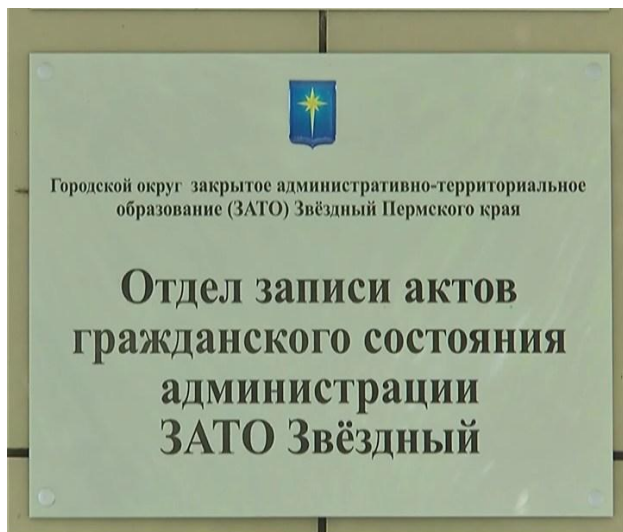 Городской округ закрытое административно-территориальное
образование (ЗАТО) Звёздный Пермского края
Отдел записи актов
гражданского состояния
администрации
ЗАТО Звёздный